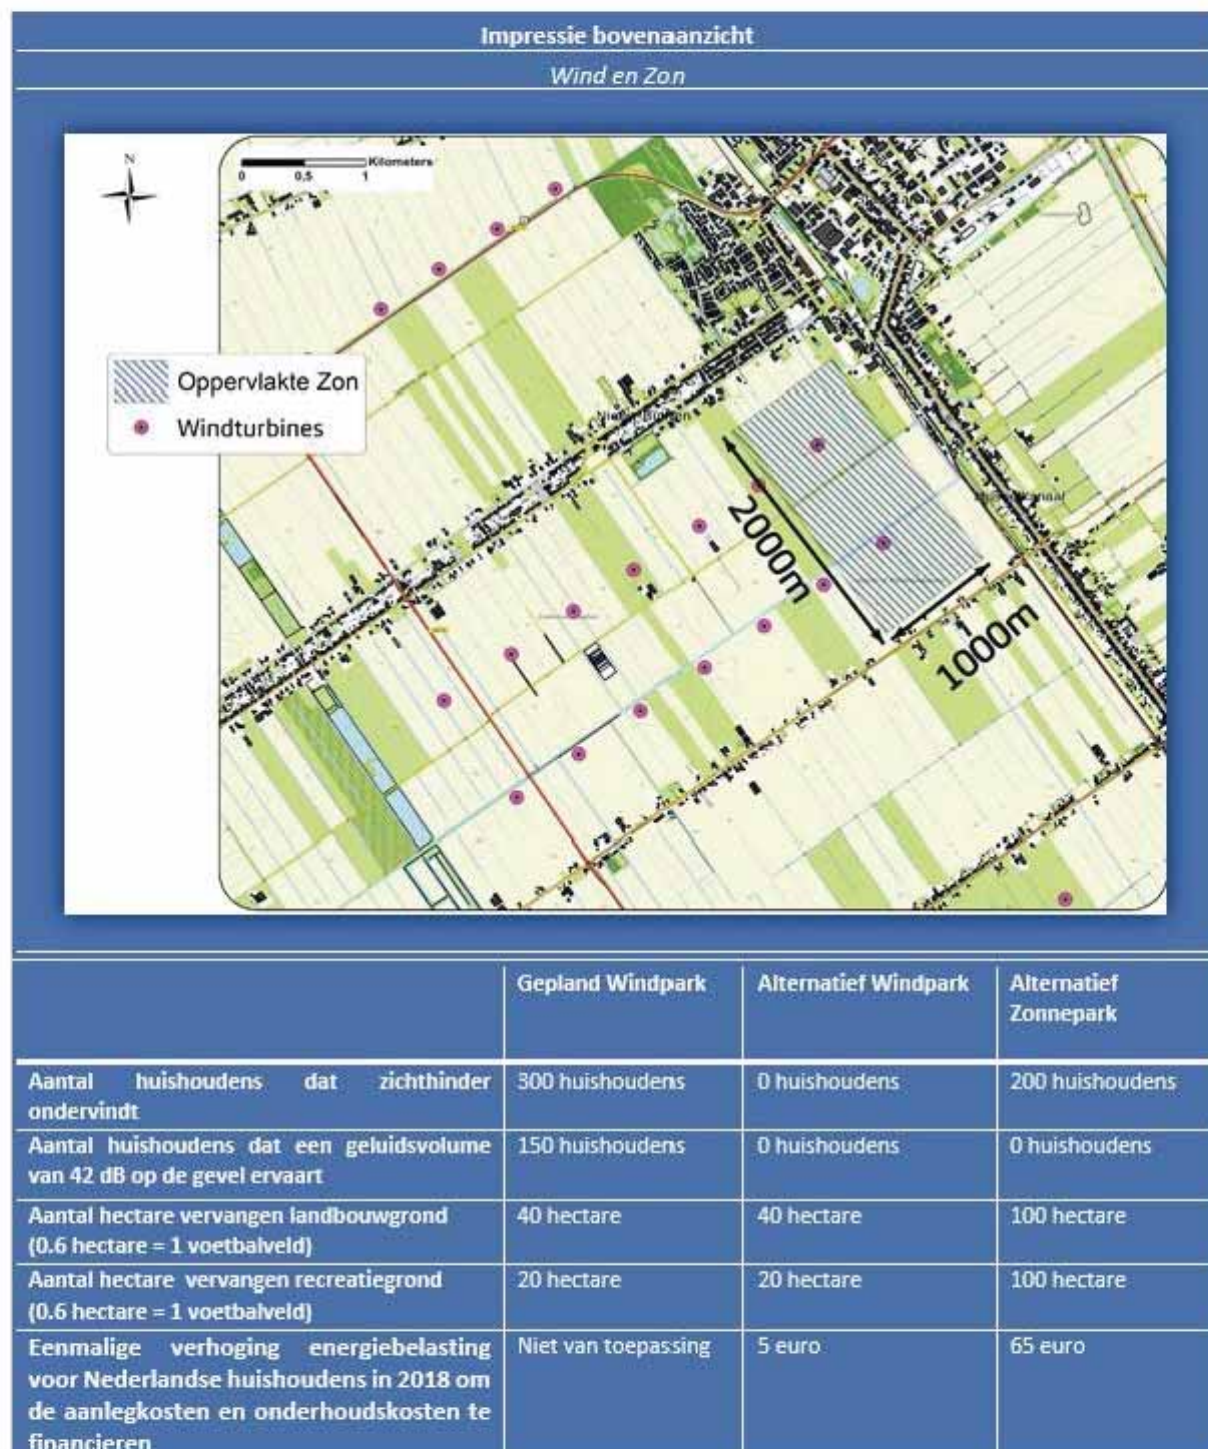 Impressie bovenaanzicht
Wind en Zon
N
Kilometers
0 0,5 1
Oppervlakte Zon
Windturbines
2000m
1000m
Gepland Windpark Alternatief Windpark Alternatief
Zonnepark
Aantal huishoudens dat zichthinder 300 huishoudens 0 huishoudens 200 huishoudens
ondervindt
Aantal huishoudens dat een geluidsvolume 150 huishoudens 0 huishoudens 0 huishoudens
van 42 dB op de gevel ervaart
Aantal hectare vervangen landbouwgrond 40 hectare 40 hectare 100 hectare
(0.6 hectare = 1 voetbalveld)
Aantal hectare vervangen recreatiegrond 20 hectare 20 hectare 100 hectare
(0.6 hectare = 1 voetbalveld)
Eenmalige verhoging energiebelasting Niet van toepassing 5 euro 65 euro
voor Nederlandse huishoudens in 2018 om
de aanlegkosten en onderhoudskosten te
financieren